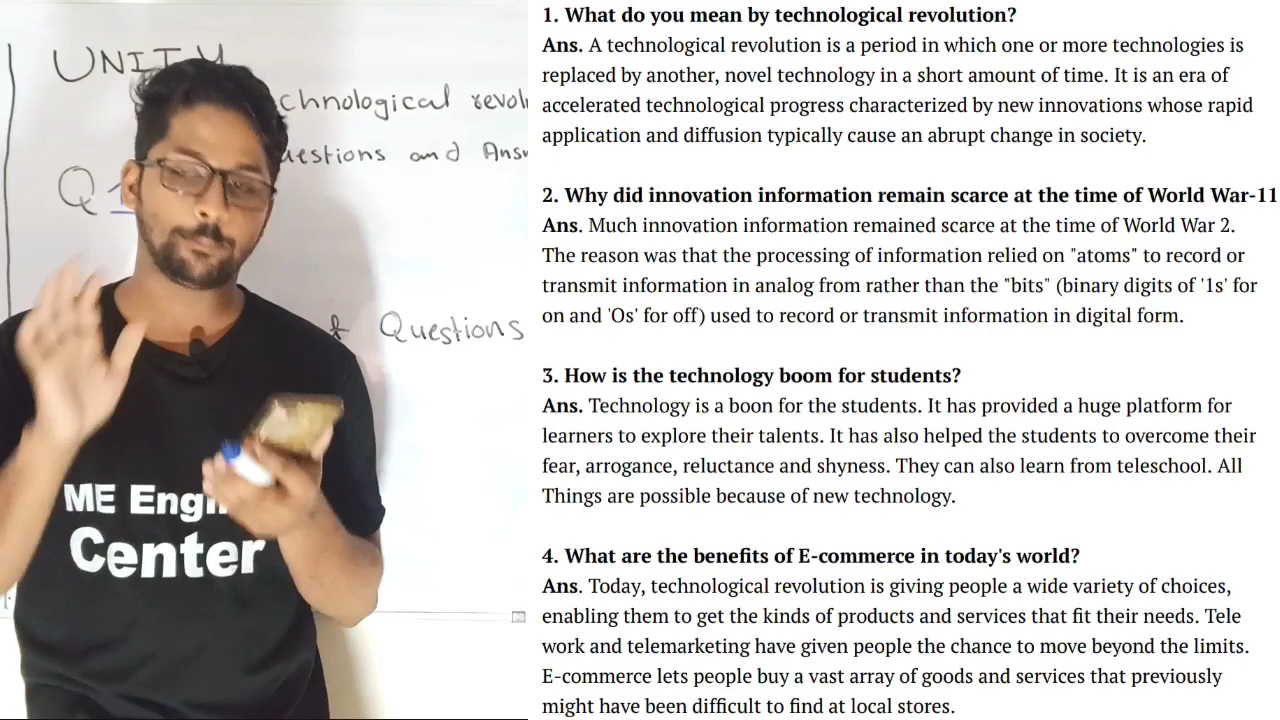 UNIT
chnological revolu
uestions and Answ
Q1
& Questions
ME Engl
Center
1. What do you mean by technological revolution?
Ans. A technological revolution is a period in which one or more technologies is
replaced by another, novel technology in a short amount of time. It is an era of
accelerated technological progress characterized by new innovations whose rapid
application and diffusion typically cause an abrupt change in society.
2. Why did innovation information remain scarce at the time of World War-11
Ans. Much innovation information remained scarce at the time of World War 2.
The reason was that the processing of information relied on "atoms" to record or
transmit information in analog from rather than the "bits" (binary digits of '1s' for
on and 'Os' for off) used to record or transmit information in digital form.
3. How is the technology boom for students?
Ans. Technology is a boon for the students. It has provided a huge platform for
learners to explore their talents. It has also helped the students to overcome their
fear, arrogance, reluctance and shyness. They can also learn from teleschool. All
Things are possible because of new technology.
4. What are the benefits of E-commerce in today's world?
Ans. Today, technological revolution is giving people a wide variety of choices,
enabling them to get the kinds of products and services that fit their needs. Tele
work and telemarketing have given people the chance to move beyond the limits.
E-commerce lets people buy a vast array of goods and services that previously
might have been difficult to find at local stores.